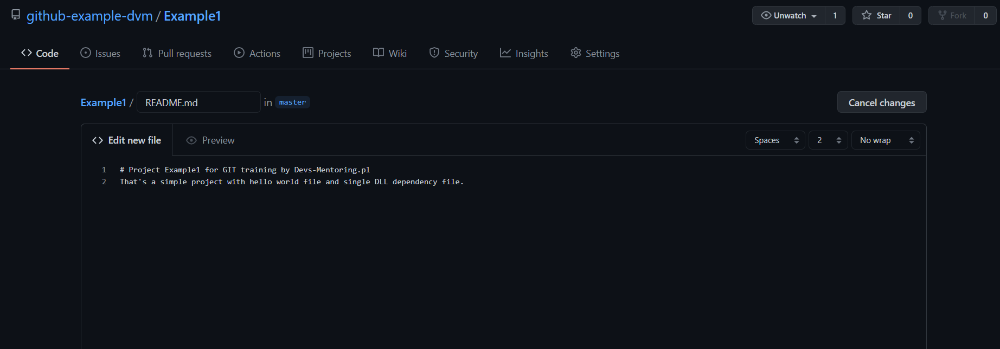 github-example-dvm / Example1
Unwatch 1 Star 0 Fork 0
Code Issues Pull requests Actions Projects Wiki Security Insights Settings
Example1 / README.md in master Cancel changes
Edit new file Preview Spaces 2 No wrap
1 # Project Example1 for GIT training by Devs-Mentoring.pl
2 That's a simple project with hello world file and single DLL dependency file.